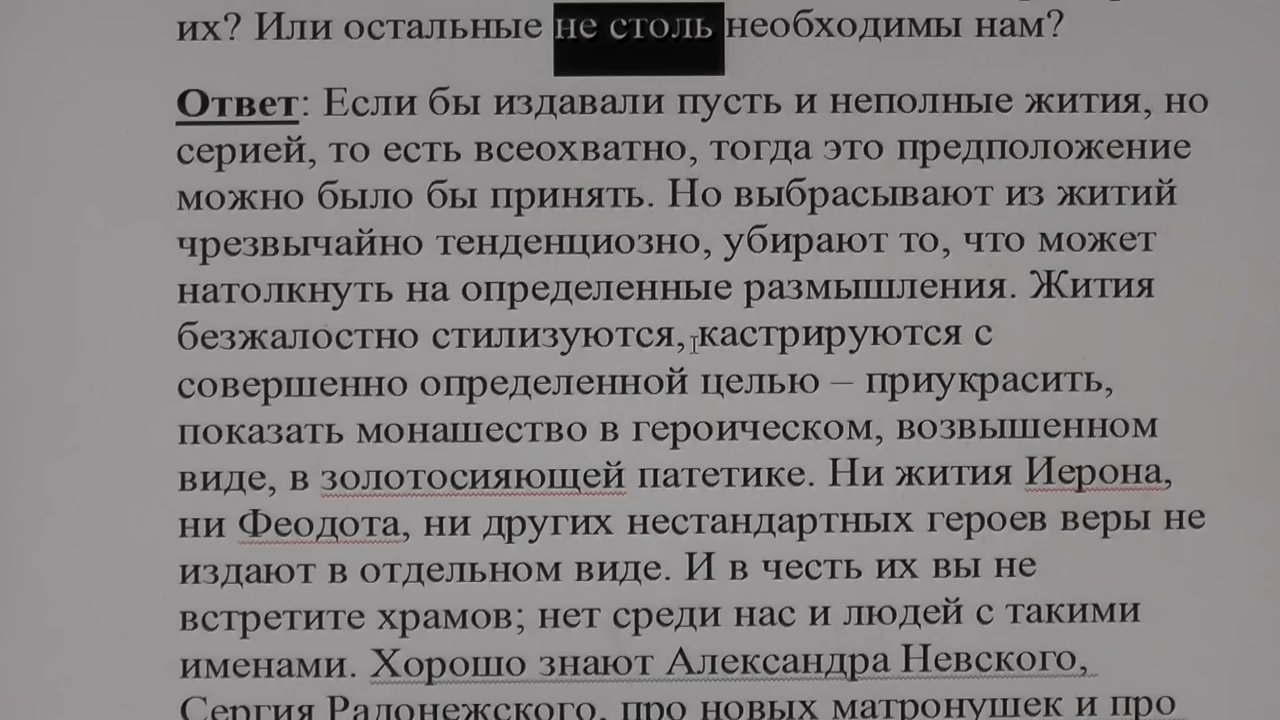 их? Или остальные не столь необходимы нам?
Ответ: Если бы издавали пусть и неполные жития, но
серией, то есть всеохватно, тогда это предположение
можно было бы принять. Но выбрасывают из житий
чрезвычайно тенденциозно, убирают то, что может
натолкнуть на определенные размышления. Жития
безжалостно стилизуются, кастрируются с
совершенно определенной целью – приукрасить,
показать монашество в героическом, возвышенном
виде, в золотосияющей патетике. Ни жития Иерона,
ни Феодота, ни других нестандартных героев веры не
издают в отдельном виде. И в честь их вы не
встретите храмов; нет среди нас и людей с такими
именами. Хорошо знают Александра Невского,
Сергия Радонежского, про новых матронушек и про